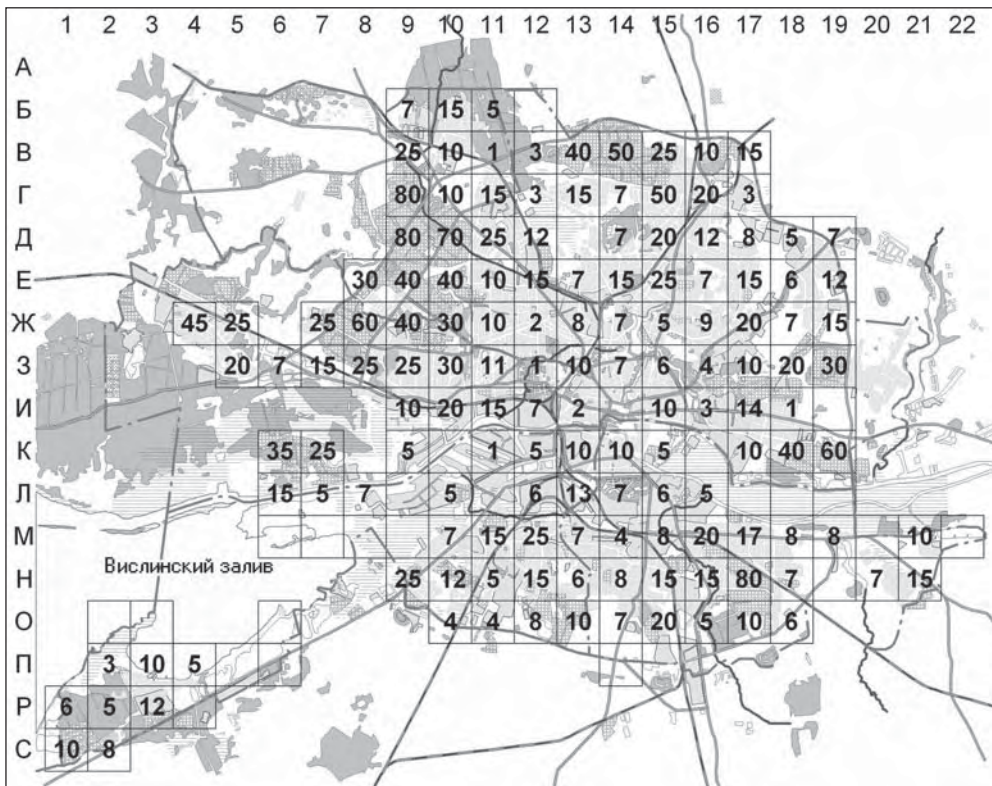 1 2 3 4 5 6 7 8 9 10 11 12 13 14 15 16 17 18 19 20 21 22
А
Б 7 15 5
В 25 10 1 3 40 50 25 10 15
Г 80 10 15 3 15 7 50 20 3
Д 80 70 25 12 7 20 12 8 5 7
Е 30 40 40 10 15 7 15 25 7 15 6 12
Ж 45 25 25 60 40 30 10 2 8 7 5 9 20 7 15
З 20 7 15 25 25 30 11 1 10 7 6 4 10 20 30
И 10 20 15 7 2 10 3 14 1
К 35 25 5 1 5 10 10 5 10 40 60
Л 15 5 7 5 6 13 7 6 5
М 7 15 25 7 4 8 20 17 8 8 10
Вислинский залив
Н 25 12 5 15 6 8 15 15 80 7 7 15
О 4 4 8 10 7 20 5 10 6
П 3 10 5
Р 6 5 12
С 10 8